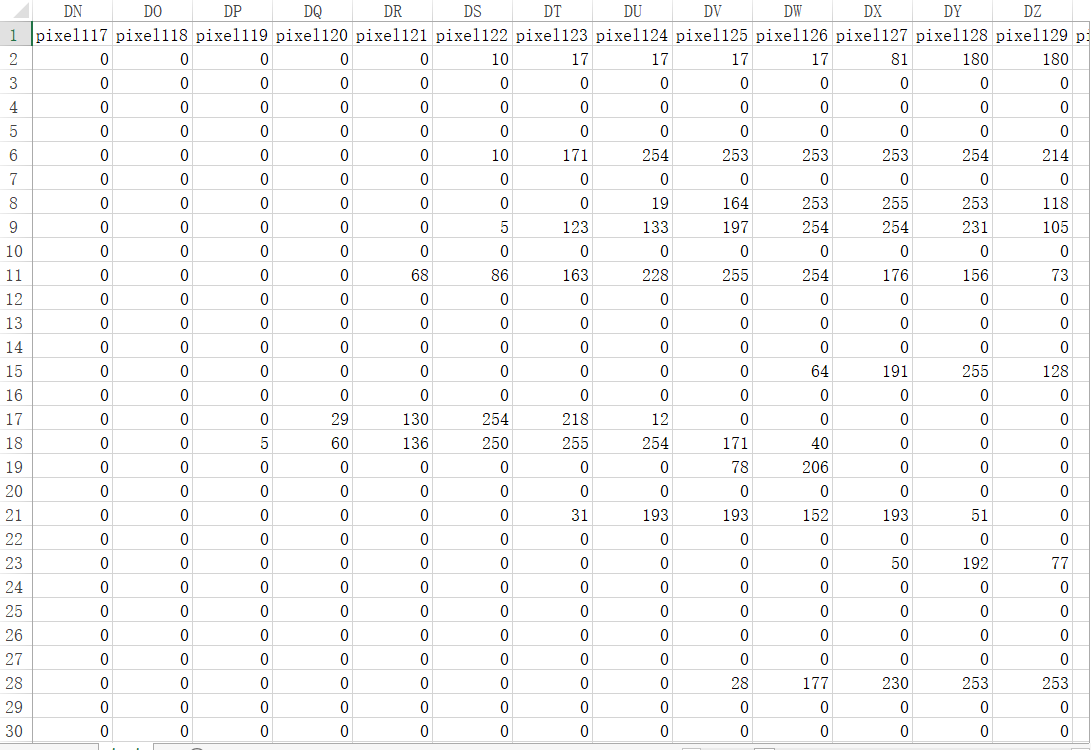 DN DO DP DQ DR DS DT DU DV DW DX DY DZ
1 pixel117 pixel118 pixel119 pixel120 pixel121 pixel122 pixel123 pixel124 pixel125 pixel126 pixel127 pixel128 pixel129
2 0 0 0 0 0 10 17 17 17 17 81 180 180
3 0 0 0 0 0 0 0 0 0 0 0 0 0
4 0 0 0 0 0 0 0 0 0 0 0 0 0
5 0 0 0 0 0 0 0 0 0 0 0 0 0
6 0 0 0 0 0 10 171 254 253 253 253 254 214
7 0 0 0 0 0 0 0 0 0 0 0 0 0
8 0 0 0 0 0 0 0 19 164 253 255 253 118
9 0 0 0 0 0 5 123 133 197 254 254 231 105
10 0 0 0 0 0 0 0 0 0 0 0 0 0
11 0 0 0 0 68 86 163 228 255 254 176 156 73
12 0 0 0 0 0 0 0 0 0 0 0 0 0
13 0 0 0 0 0 0 0 0 0 0 0 0 0
14 0 0 0 0 0 0 0 0 0 0 0 0 0
15 0 0 0 0 0 0 0 0 0 64 191 255 128
16 0 0 0 0 0 0 0 0 0 0 0 0 0
17 0 0 0 29 130 254 218 12 0 0 0 0 0
18 0 0 5 60 136 250 255 254 171 40 0 0 0
19 0 0 0 0 0 0 0 0 78 206 0 0 0
20 0 0 0 0 0 0 0 0 0 0 0 0 0
21 0 0 0 0 0 0 31 193 193 152 193 51 0
22 0 0 0 0 0 0 0 0 0 0 0 0 0
23 0 0 0 0 0 0 0 0 0 0 50 192 77
24 0 0 0 0 0 0 0 0 0 0 0 0 0
25 0 0 0 0 0 0 0 0 0 0 0 0 0
26 0 0 0 0 0 0 0 0 0 0 0 0 0
27 0 0 0 0 0 0 0 0 0 0 0 0 0
28 0 0 0 0 0 0 0 0 28 177 230 253 253
29 0 0 0 0 0 0 0 0 0 0 0 0 0
30 0 0 0 0 0 0 0 0 0 0 0 0 0